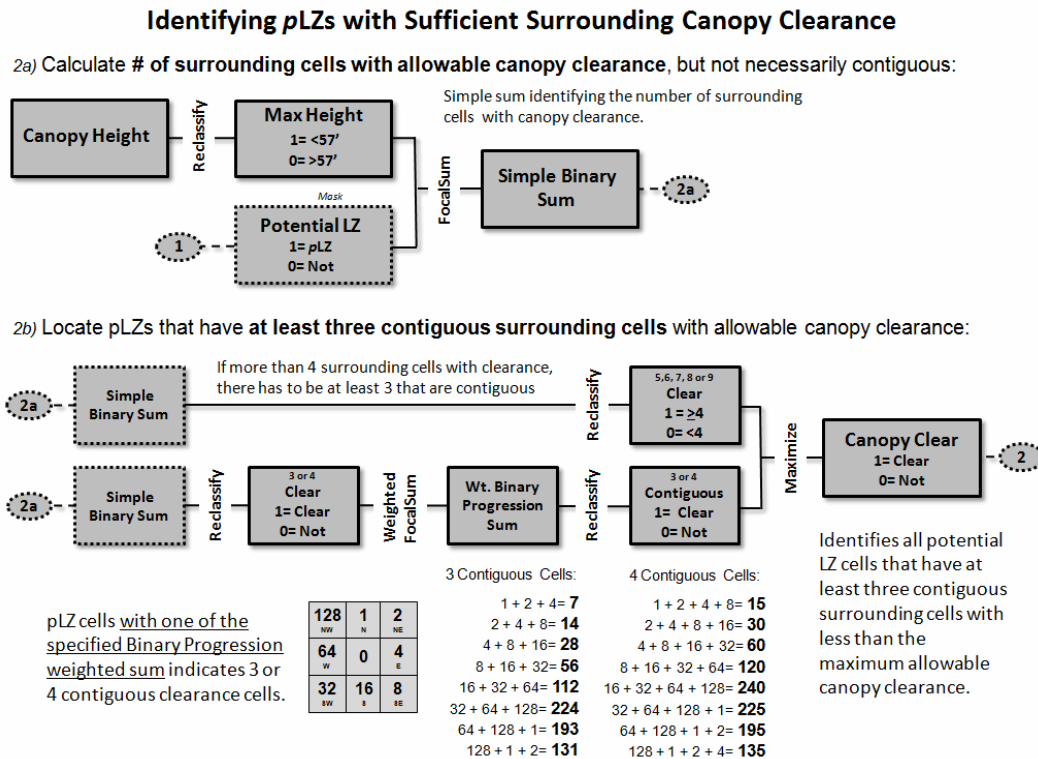 Identifying pLZs with Sufficient Surrounding Canopy Clearance
2a) Calculate # of surrounding cells with allowable canopy clearance, but not necessarily contiguous:
Canopy Height
Reclassify
Max Height
1= <57'
0= >57'
Simple sum identifying the number of surrounding
cells with canopy clearance.
Mask
1
Potential LZ
1= pLZ
0= Not
FocalSum
Simple Binary
Sum
2a
2b) Locate pLZs that have at least three contiguous surrounding cells with allowable canopy clearance:
2a
Simple
Binary Sum
If more than 4 surrounding cells with clearance,
there has to be at least 3 that are contiguous
Reclassify
5,6, 7, 8 or 9
Clear
1 = ≥4
0= <4
2a
Simple
Binary Sum
Reclassify
3 or 4
Clear
1= Clear
0= Not
Weighted
FocalSum
Wt. Binary
Progression
Sum
Reclassify
3 or 4
Contiguous
1= Clear
0= Not
Maximize
Canopy Clear
1= Clear
0= Not
2
Identifies all potential
LZ cells that have at
least three contiguous
surrounding cells with
less than the
maximum allowable
canopy clearance.
pLZ cells with one of the
specified Binary Progression
weighted sum indicates 3 or
4 contiguous clearance cells.
128 1 2
NW N NE
64 0 4
W E
32 16 8
SW S SE
3 Contiguous Cells:
1 + 2 + 4= 7
2 + 4 + 8= 14
4 + 8 + 16= 28
8 + 16 + 32= 56
16 + 32 + 64= 112
32 + 64 + 128= 224
64 + 128 + 1= 193
128 + 1 + 2= 131
4 Contiguous Cells:
1 + 2 + 4 + 8= 15
2 + 4 + 8 + 16= 30
4 + 8 + 16 + 32= 60
8 + 16 + 32 + 64= 120
16 + 32 + 64 + 128= 240
32 + 64 + 128 + 1= 225
64 + 128 + 1 + 2= 195
128 + 1 + 2 + 4= 135